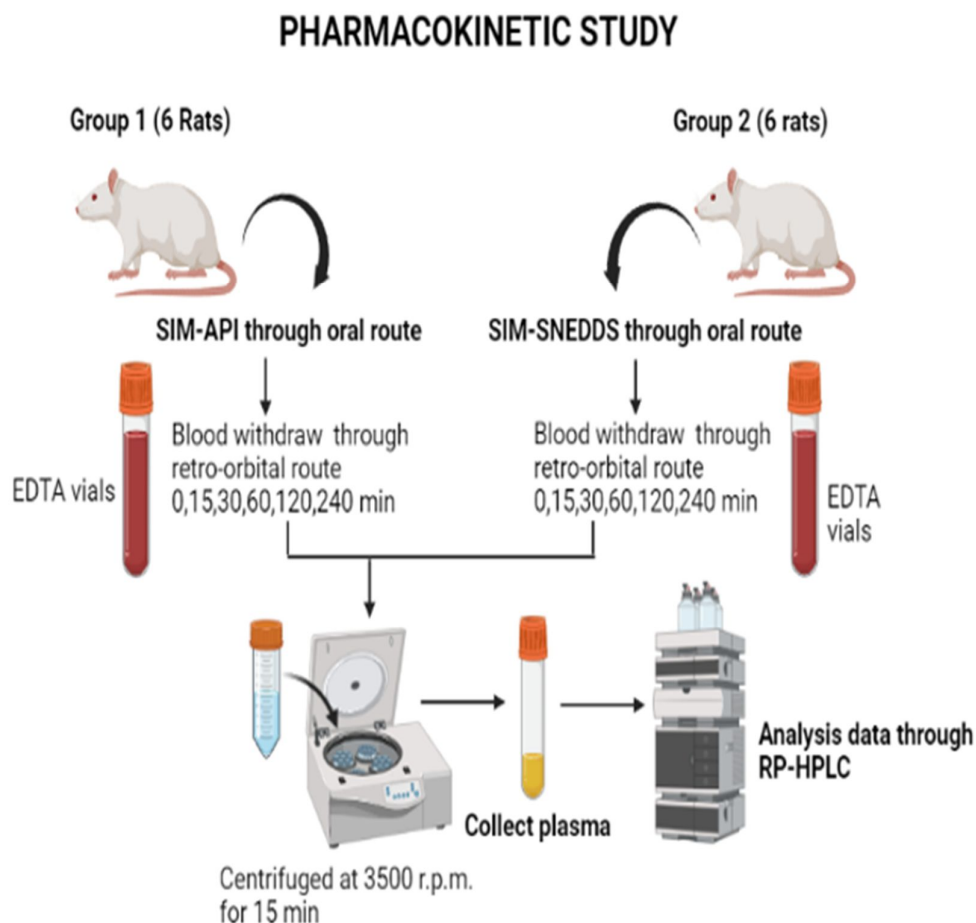 PHARMACOKINETIC STUDY
Group 1 (6 Rats)
Group 2 (6 rats)
SIM-API through oral route
SIM-SNEDDS through oral route
Blood withdraw through
retro-orbital route
0,15,30,60,120,240 min
Blood withdraw through
retro-orbital route
0,15,30,60,120,240 min
EDTA vials
EDTA
vials
Analysis data through
RP-HPLC
Collect plasma
Centrifuged at 3500 r.p.m.
for 15 min